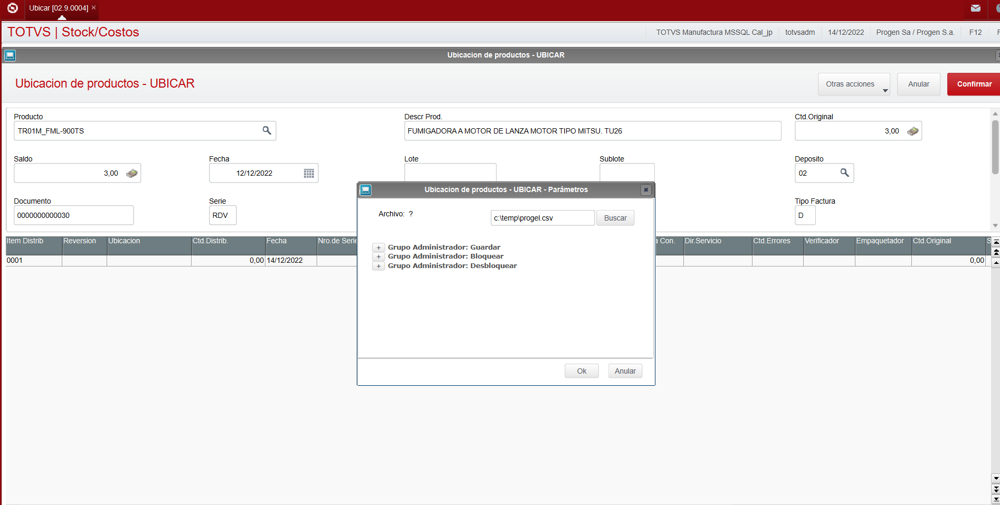 Ubicar [02.9.0004] ×
TOTVS | Stock/Costos
TOTVS Manufactura MSSQL Cal_jp
totvsadm
14/12/2022
Progen Sa / Progen S.a.
F12
Ubicacion de productos - UBICAR
Ubicacion de productos - UBICAR
Otras acciones
Anular
Confirmar
Producto
Descr Prod.
Ctd.Original
TR01M_FML-900TS
FUMIGADORA A MOTOR DE LANZA MOTOR TIPO MITSU. TU26
3,00
Saldo
Fecha
Lote
Sublote
Deposito
3,00
12/12/2022
02
Documento
Serie
Tipo Factura
0000000000030
RDV
D
Ubicacion de productos - UBICAR - Parâmetros
Archivo: ?
c:\temp\progel.csv
Buscar
+ Grupo Administrador: Guardar
+ Grupo Administrador: Bloquear
+ Grupo Administrador: Desbloquear
Ok
Anular
Item Distrib
Reversion
Ubicacion
Ctd.Distrib.
Fecha
Nro.de Serie
a Con.
Dir.Servicio
Ctd.Errores
Verificador
Empaquetador
Ctd.Original
0001
0,00
14/12/2022
0,00